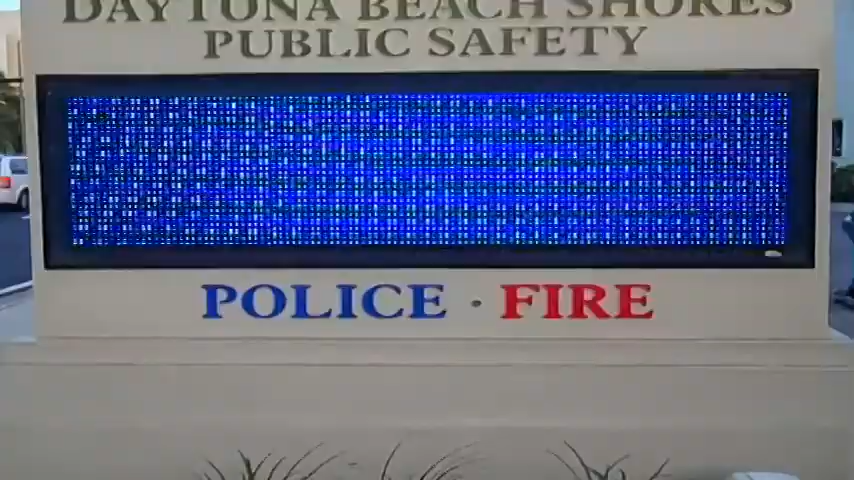 DAYTONA BEACH SHORES
PUBLIC SAFETY
POLICE · FIRE